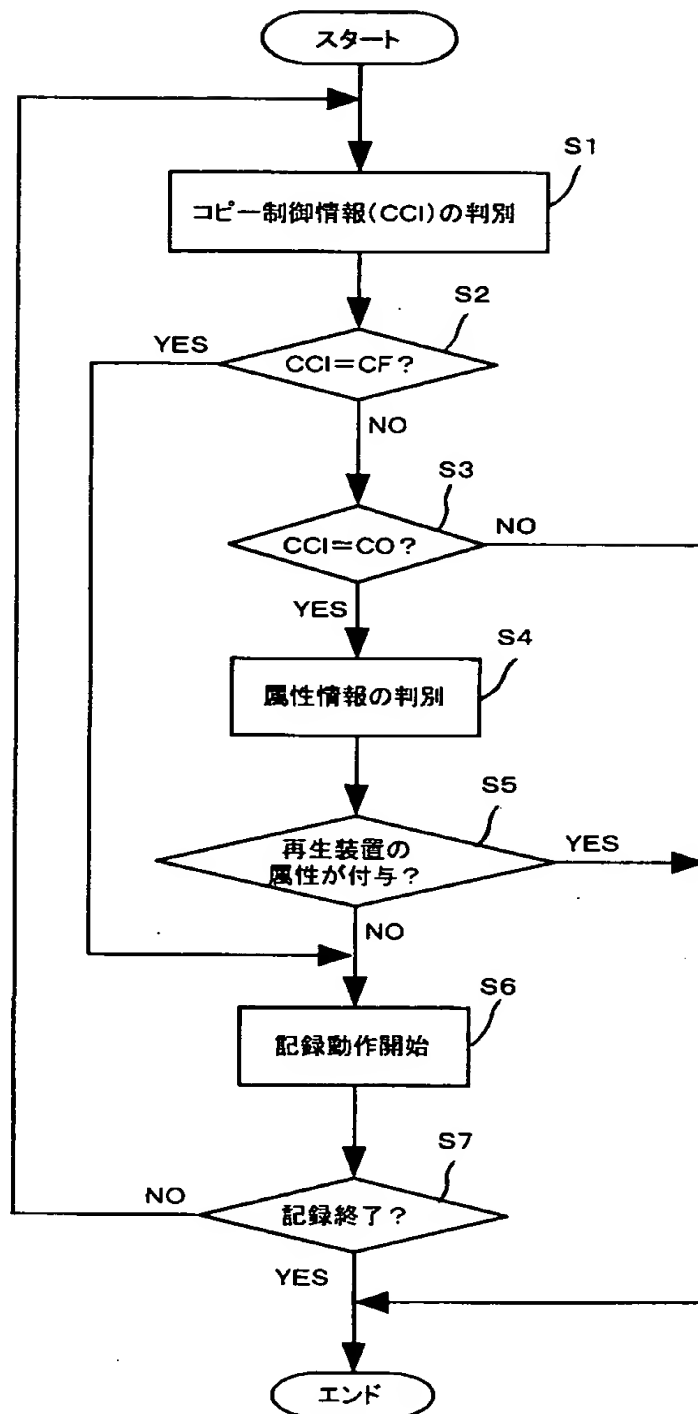 スタート
S1
コピー制御情報(CCI)の判別
S2
YES
CCI=CF?
NO
S3
CCI=CO?
NO
YES
S4
属性情報の判別
S5
再生装置の
属性が付与?
YES
NO
S6
記録動作開始
S7
NO
記録終了?
YES
エンド